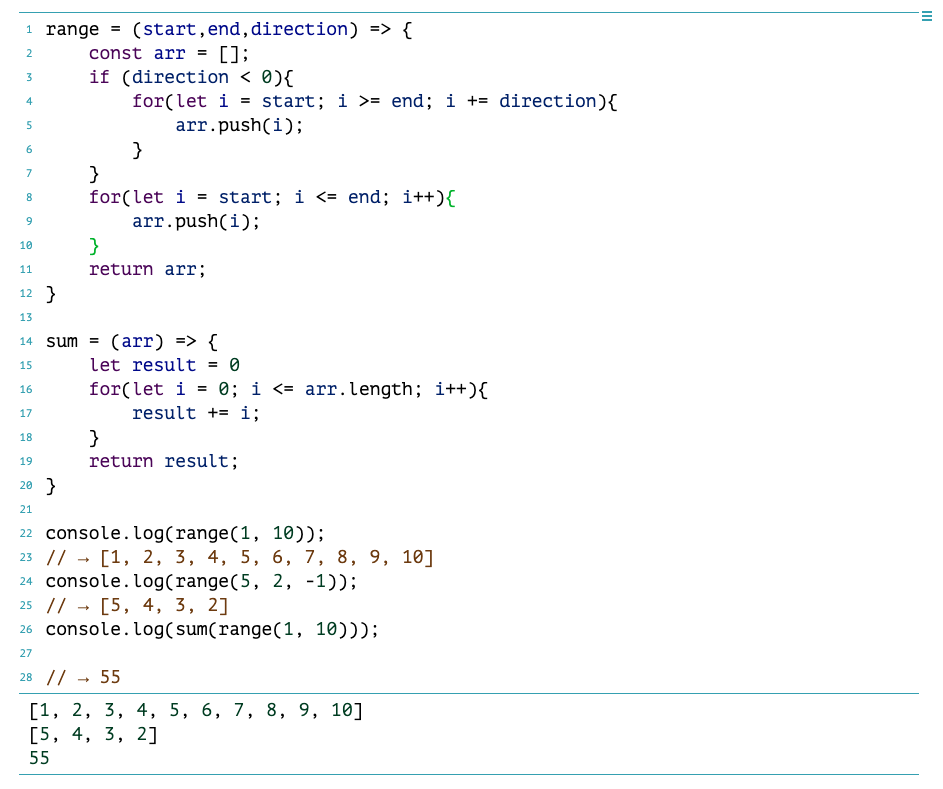 1 range = (start,end,direction) => {
2     const arr = [];
3     if (direction < 0){
4         for(let i = start; i >= end; i += direction){
5             arr.push(i);
6         }
7     }
8     for(let i = start; i <= end; i++){
9         arr.push(i);
10     }
11     return arr;
12 }
13
14 sum = (arr) => {
15     let result = 0
16     for(let i = 0; i <= arr.length; i++){
17         result += i;
18     }
19     return result;
20 }
21
22 console.log(range(1, 10));
23 // → [1, 2, 3, 4, 5, 6, 7, 8, 9, 10]
24 console.log(range(5, 2, -1));
25 // → [5, 4, 3, 2]
26 console.log(sum(range(1, 10)));
27
28 // → 55
[1, 2, 3, 4, 5, 6, 7, 8, 9, 10]
[5, 4, 3, 2]
55